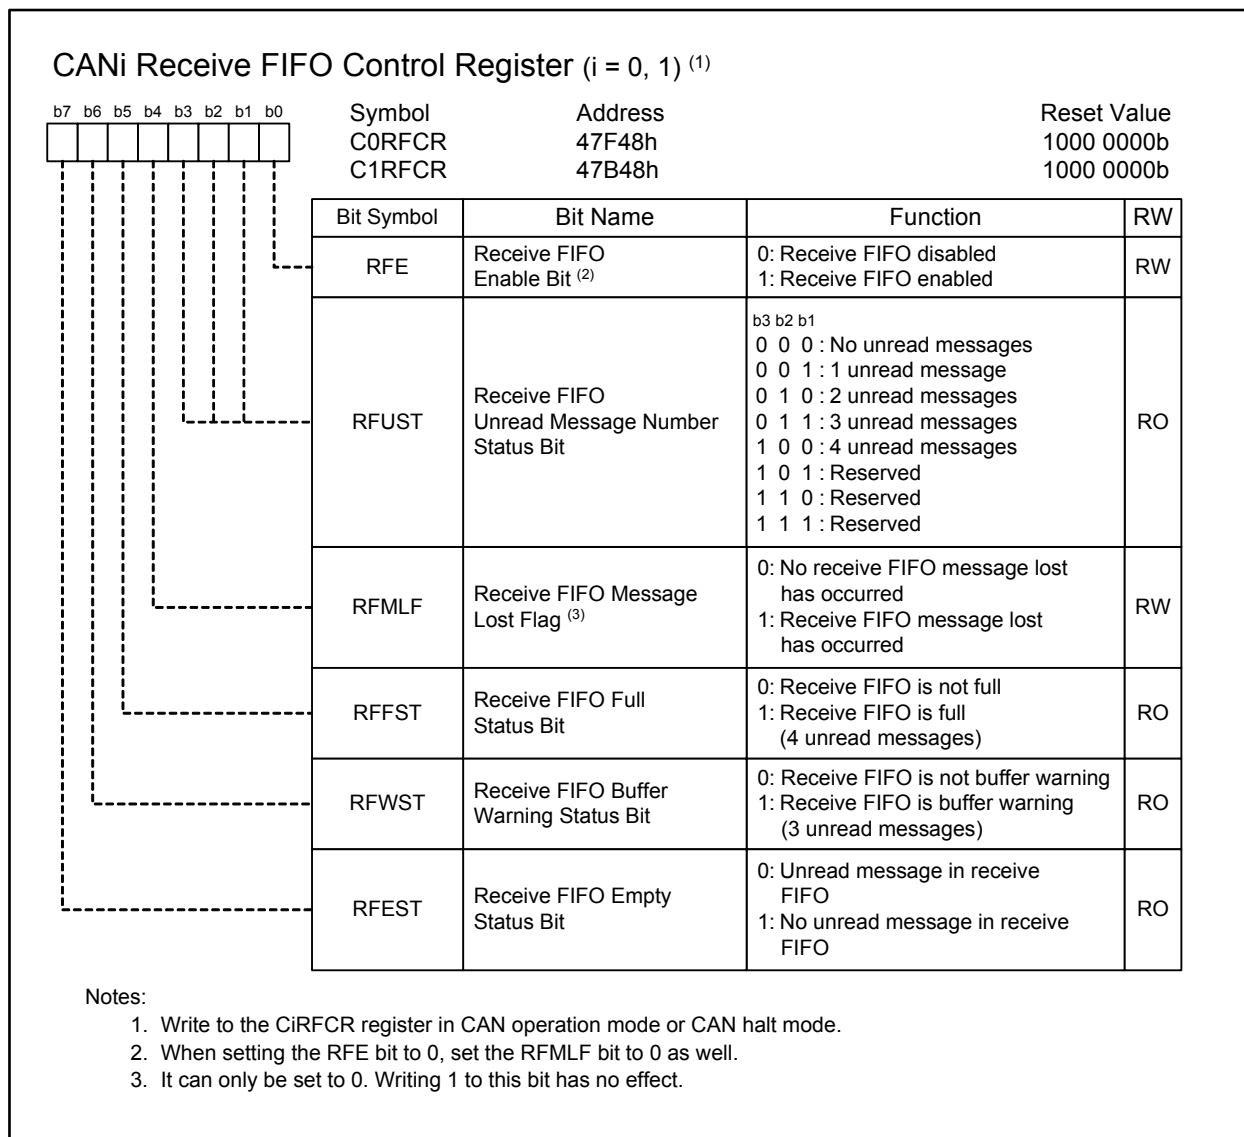 CANi Receive FIFO Control Register (i = 0, 1) (1)
b7 b6 b5 b4 b3 b2 b1 b0
Symbol Address Reset Value
C0RFCR 47F48h 1000 0000b
C1RFCR 47B48h 1000 0000b
Bit Symbol Bit Name Function RW
RFE
Receive FIFO
Enable Bit (2)
0: Receive FIFO disabled
1: Receive FIFO enabled
RW
RFUST
Receive FIFO
Unread Message Number
Status Bit
b3 b2 b1
0 0 0 : No unread messages
0 0 1 : 1 unread message
0 1 0 : 2 unread messages
0 1 1 : 3 unread messages
1 0 0 : 4 unread messages
1 0 1 : Reserved
1 1 0 : Reserved
1 1 1 : Reserved
RO
RFMLF
Receive FIFO Message
Lost Flag (3)
0: No receive FIFO message lost
has occurred
1: Receive FIFO message lost
has occurred
RW
RFFST
Receive FIFO Full
Status Bit
0: Receive FIFO is not full
1: Receive FIFO is full
(4 unread messages)
RO
RFWST
Receive FIFO Buffer
Warning Status Bit
0: Receive FIFO is not buffer warning
1: Receive FIFO is buffer warning
(3 unread messages)
RO
RFEST
Receive FIFO Empty
Status Bit
0: Unread message in receive
FIFO
1: No unread message in receive
FIFO
RO
Notes:
1. Write to the CiRFCR register in CAN operation mode or CAN halt mode.
2. When setting the RFE bit to 0, set the RFMLF bit to 0 as well.
3. It can only be set to 0. Writing 1 to this bit has no effect.